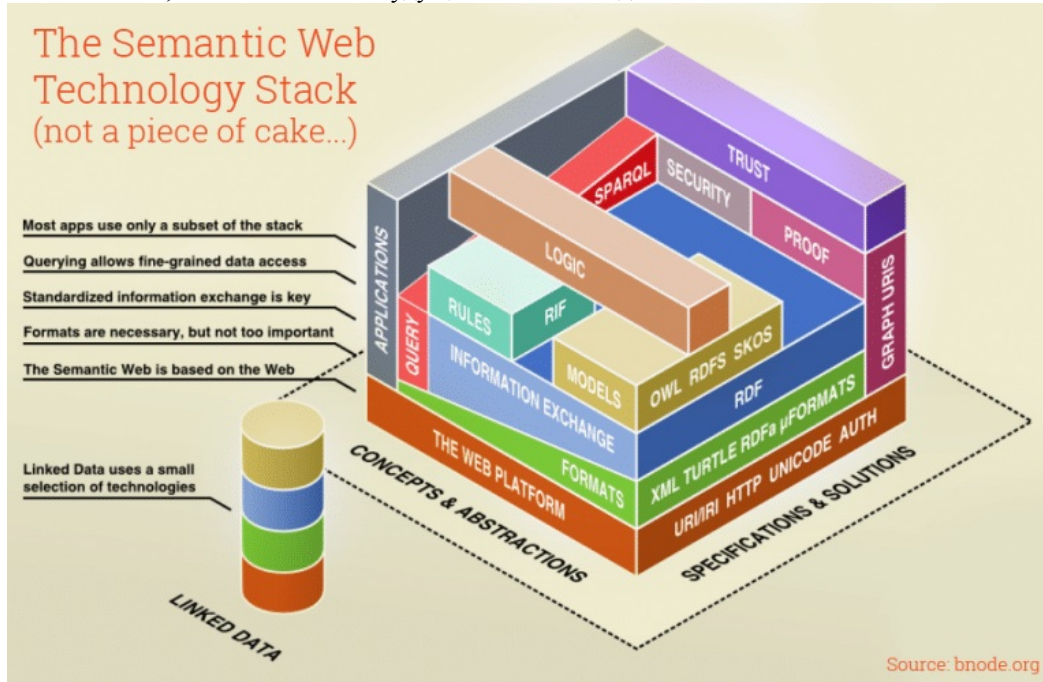 The Semantic Web
Technology Stack
(not a piece of cake...)
Most apps use only a subset of the stack
Querying allows fine-grained data access
Standardized information exchange is key
Formats are necessary, but not too important
The Semantic Web is based on the Web
Linked Data uses a small
selection of technologies
LINKED DATA
APPLICATIONS
QUERY
RULES
RIF
LOGIC
SPARQL
SECURITY
TRUST
PROOF
GRAPH URIS
INFORMATION EXCHANGE
MODELS
OWL RDFS SKOS
RDF
FORMATS
XML TURTLE RDFa µFORMATS
THE WEB PLATFORM
URI/IRI HTTP UNICODE AUTH
CONCEPTS & ABSTRACTIONS
SPECIFICATIONS & SOLUTIONS
Source: bnode.org